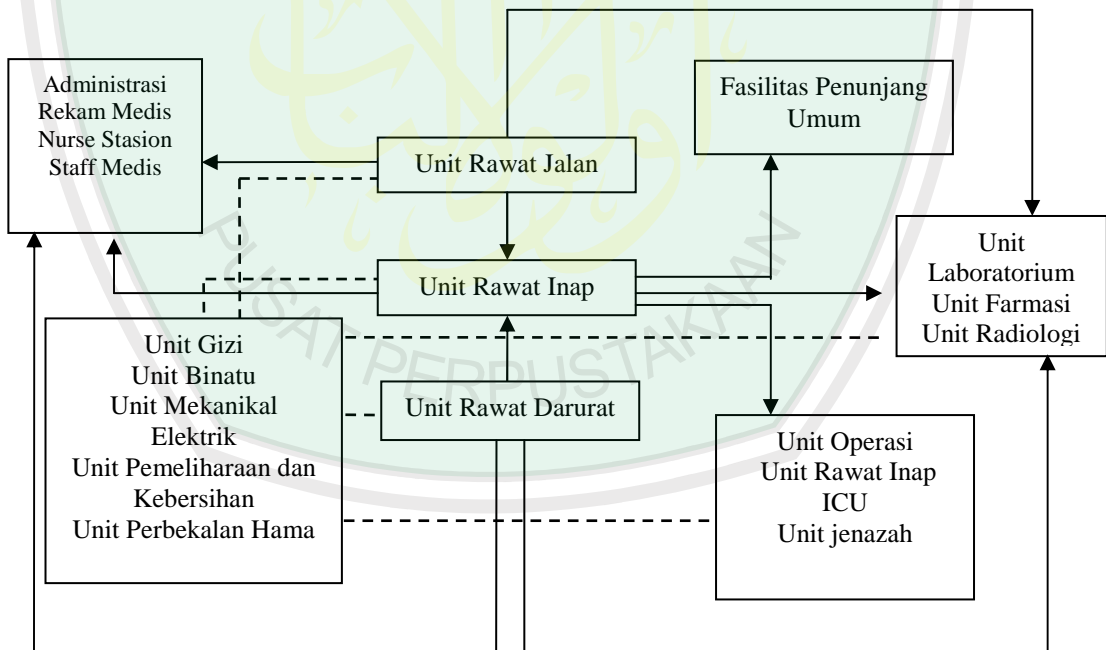 Administrasi
Rekam Medis
Nurse Stasion
Staff Medis
Fasilitas Penunjang
Umum
Unit Rawat Jalan
Unit
Laboratorium
Unit Farmasi
Unit Radiologi
Unit Rawat Inap
Unit Gizi
Unit Binatu
Unit Mekanikal
Elektrik
Unit Pemeliharaan dan
Kebersihan
Unit Perbekalan Hama
Unit Rawat Darurat
Unit Operasi
Unit Rawat Inap
ICU
Unit jenazah
PUSAT PERPUSTAKAAN